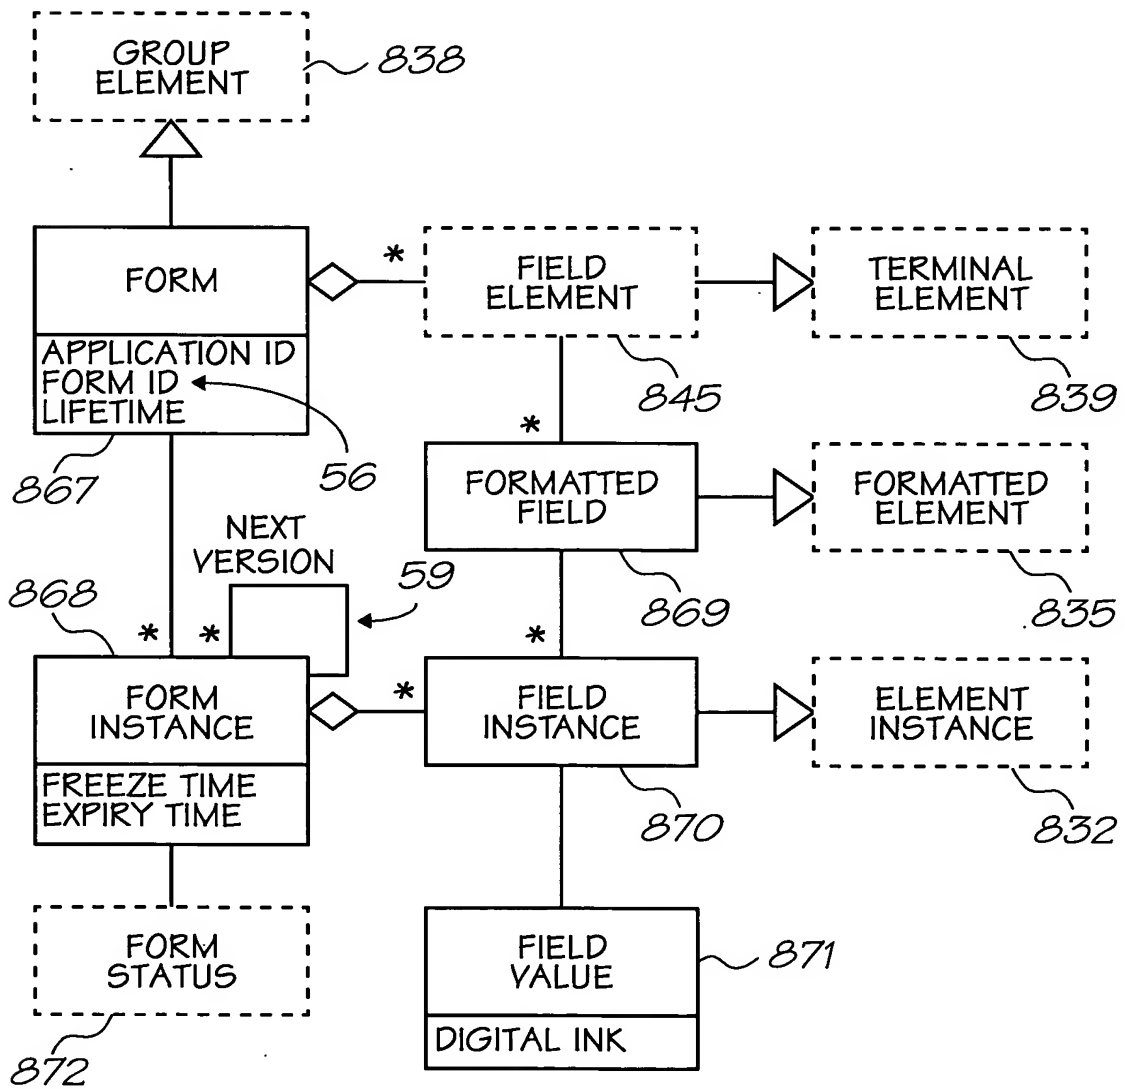 GROUP
ELEMENT
838
FORM
*
FIELD
ELEMENT
TERMINAL
ELEMENT
APPLICATION ID
FORM ID
LIFETIME
845
839
867
56
*
FORMATTED
FIELD
FORMATTED
ELEMENT
NEXT
VERSION
59
868
869
835
*
*
*
FORM
INSTANCE
*
FIELD
INSTANCE
ELEMENT
INSTANCE
FREEZE TIME
EXPIRY TIME
870
832
FORM
STATUS
FIELD
VALUE
871
DIGITAL INK
872